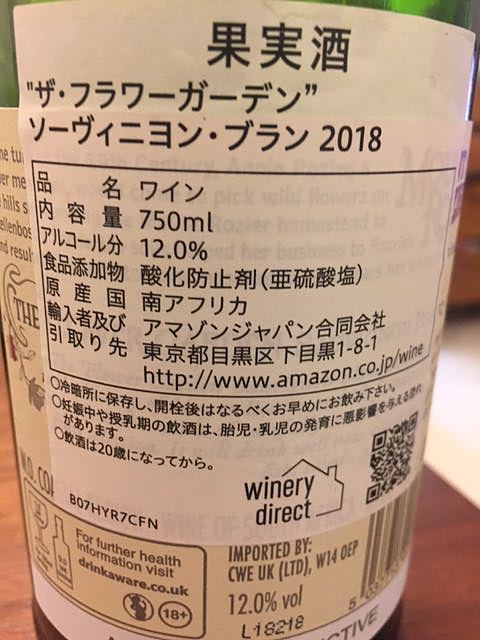 果実酒
"ザ・フラワーガーデン"
ソーヴィニヨン・ブラン 2018
品名 ワイン
内容量 750ml
アルコール分 12.0%
食品添加物 酸化防止剤(亜硫酸塩)
原産国 南アフリカ
輸入者及び アマゾンジャパン合同会社
引取り先 東京都目黒区下目黒1-8-1
http://www.amazon.co.jp/wine
○冷暗所に保存し、開栓後はなるべくお早めにお飲み下さい。
○妊娠中や授乳期の飲酒は、胎児・乳児の発育に悪影響を与える恐れ
があります。
○飲酒は20歳になってから。
winery
direct
B07HYR7CFN
THE
For further health
information visit
drinkaware.co.uk
18+
IMPORTED BY:
CWE UK (LTD), W14 0EP
12.0% vol
L18218